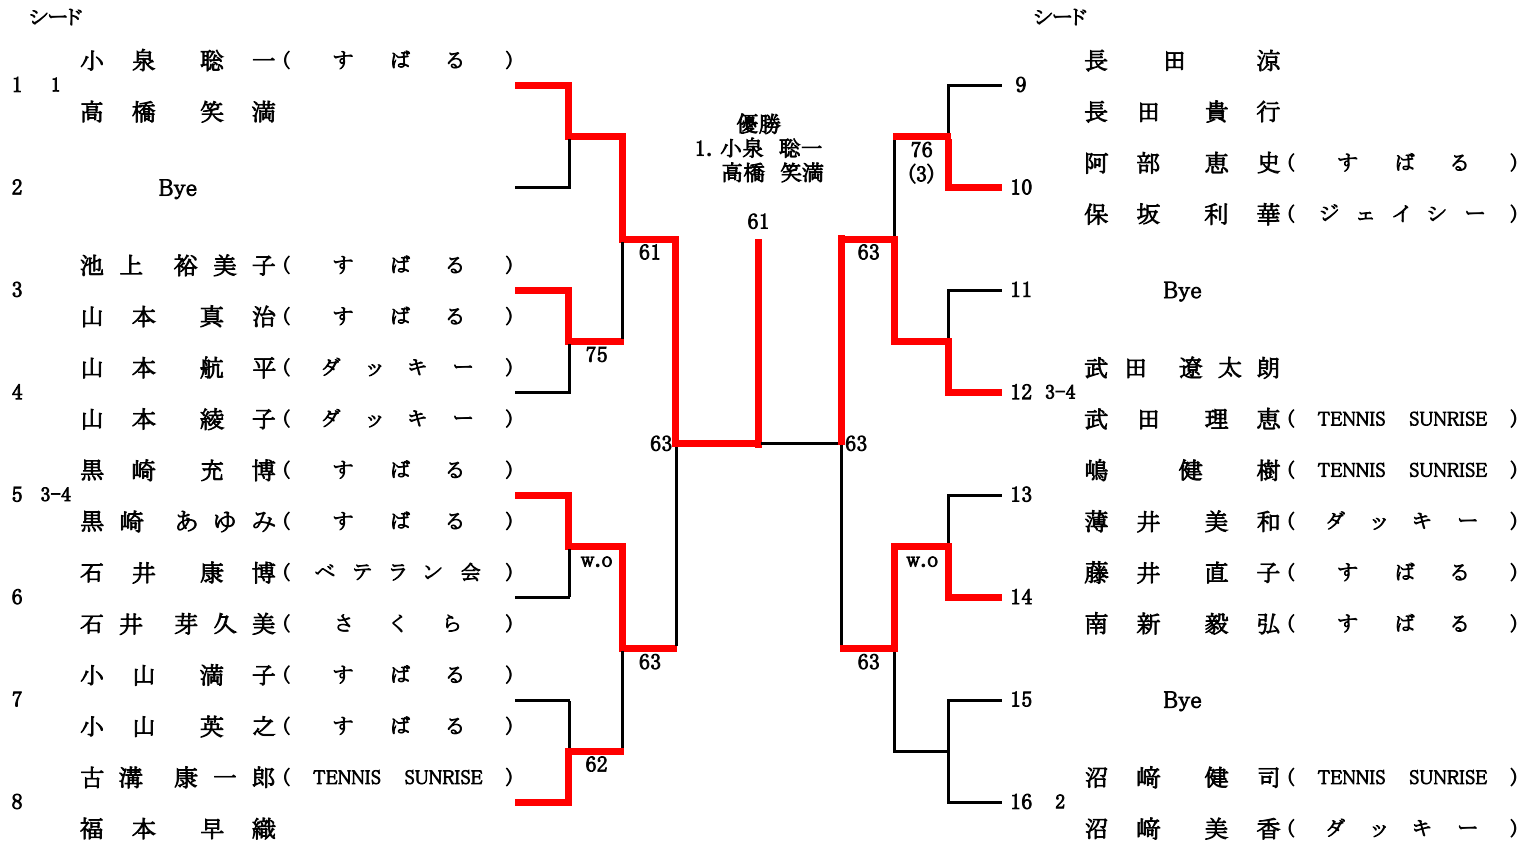 シード
小 泉 聡 一 ( す ば る )
1 1
高 橋 笑 満
2 Bye
池 上 裕 美 子 ( す ば る )
3
山 本 真 治 ( す ば る )
山 本 航 平 ( ダ ッ キ ー )
4
山 本 綾 子 ( ダ ッ キ ー )
黒 崎 充 博 ( す ば る )
5 3-4
黒 崎 あ ゆ み ( す ば る )
石 井 康 博 ( ベ テ ラ ン 会 )
6
石 井 芽 久 美 ( さ く ら )
小 山 満 子 ( す ば る )
7
小 山 英 之 ( す ば る )
古 溝 康 一 郎 ( TENNIS SUNRISE )
8
福 本 早 織
61
75
63
w.o
63
62
優勝
1. 小泉 聡一
高橋 笑満
61
76
(3)
63
63
w.o
63
シード
長 田 涼
9
長 田 貴 行
阿 部 恵 史 ( す ば る )
10
保 坂 利 華 ( ジ ェ イ シ ー )
11 Bye
武 田 遼 太 朗
12 3-4
武 田 理 恵 ( TENNIS SUNRISE )
嶋 健 樹 ( TENNIS SUNRISE )
13
薄 井 美 和 ( ダ ッ キ ー )
藤 井 直 子 ( す ば る )
14
南 新 毅 弘 ( す ば る )
15 Bye
沼 﨑 健 司 ( TENNIS SUNRISE )
16 2
沼 﨑 美 香 ( ダ ッ キ ー )